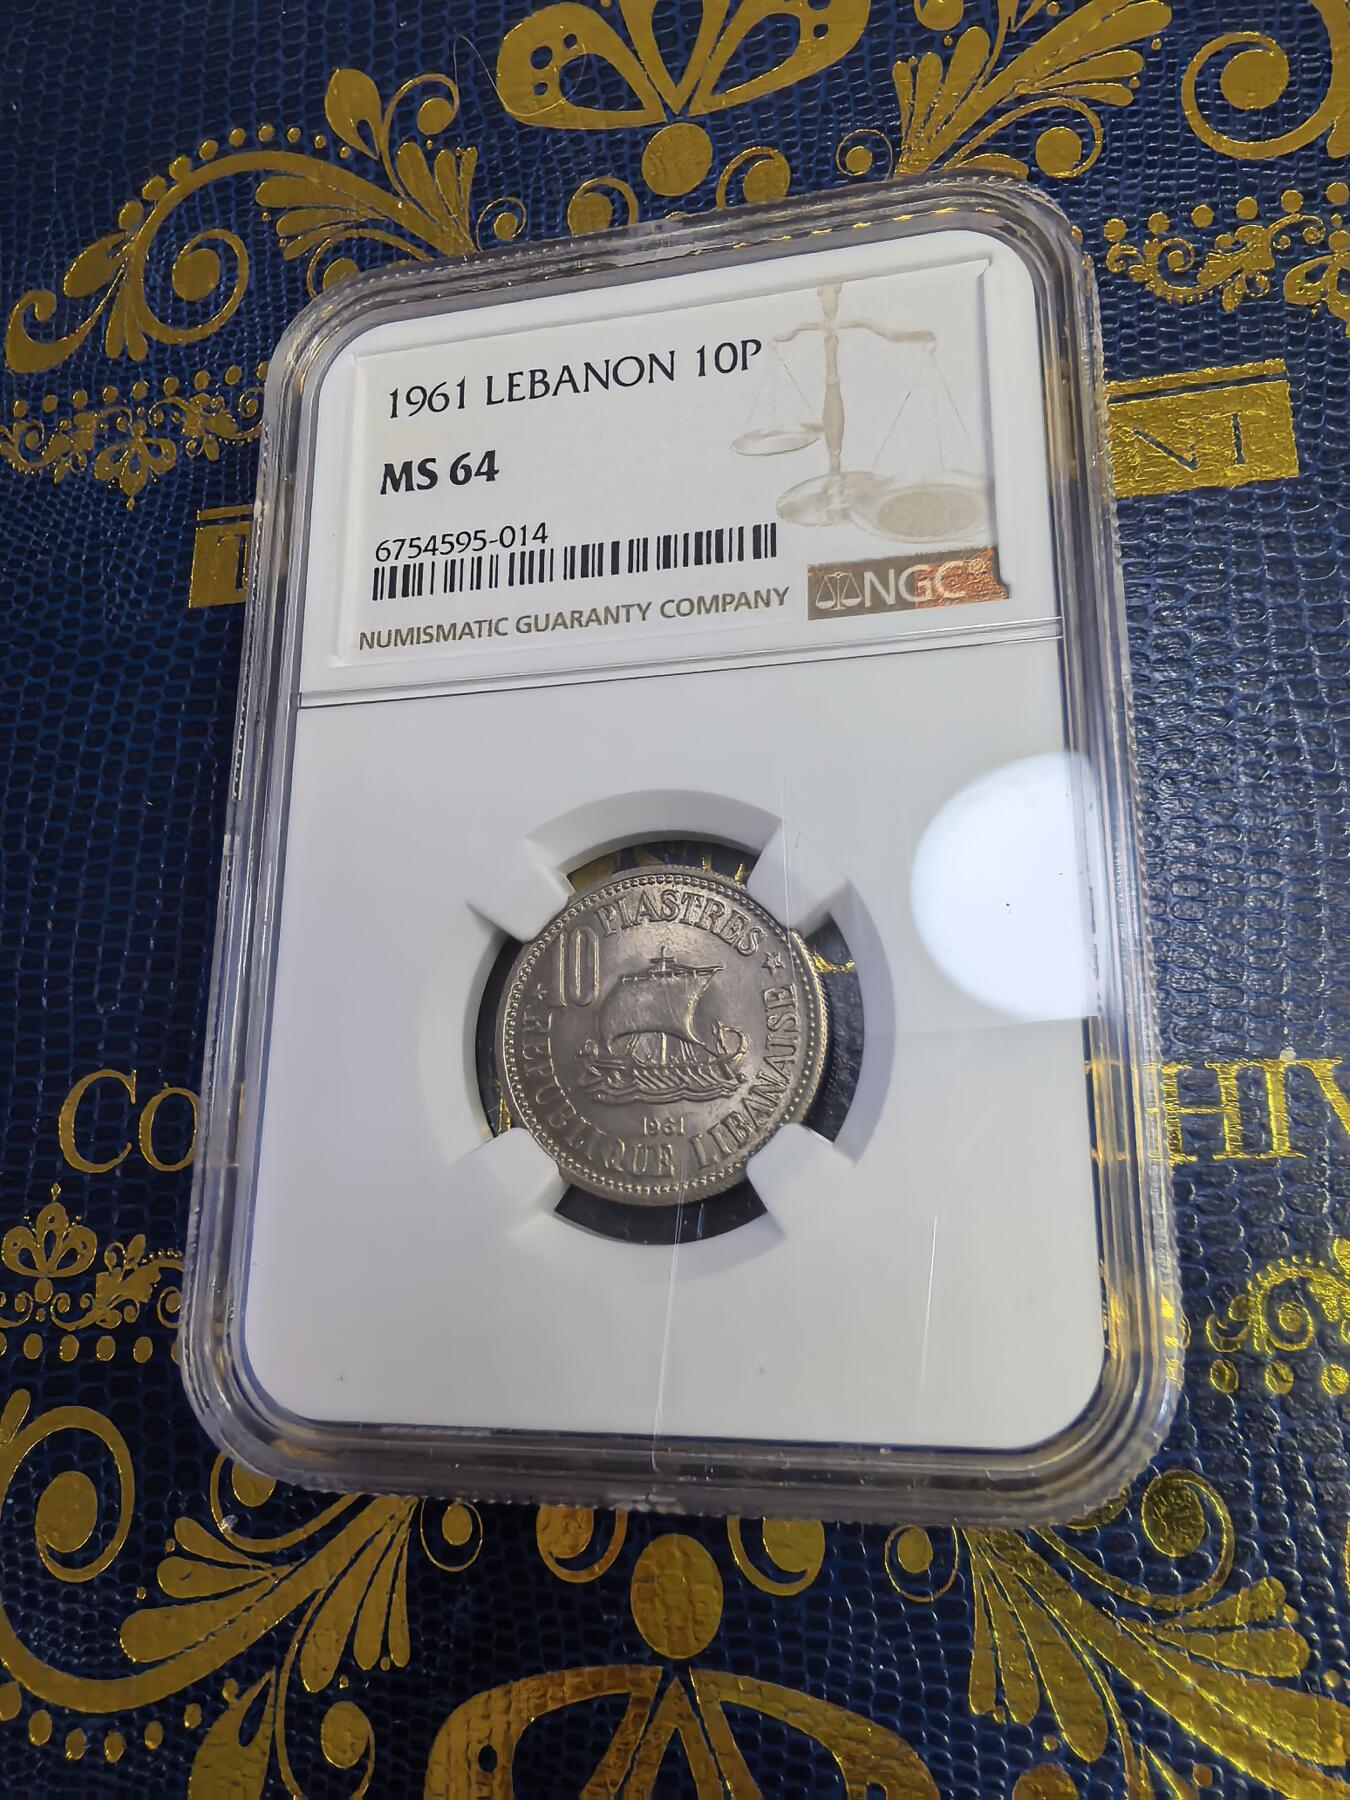 1961 LEBANON 10P
MS 64
6754595-014
NUMISMATIC GUARANTY COMPANY
NGC
10 PIASTRES
REPUBLIQUE LIBANAISE
1961